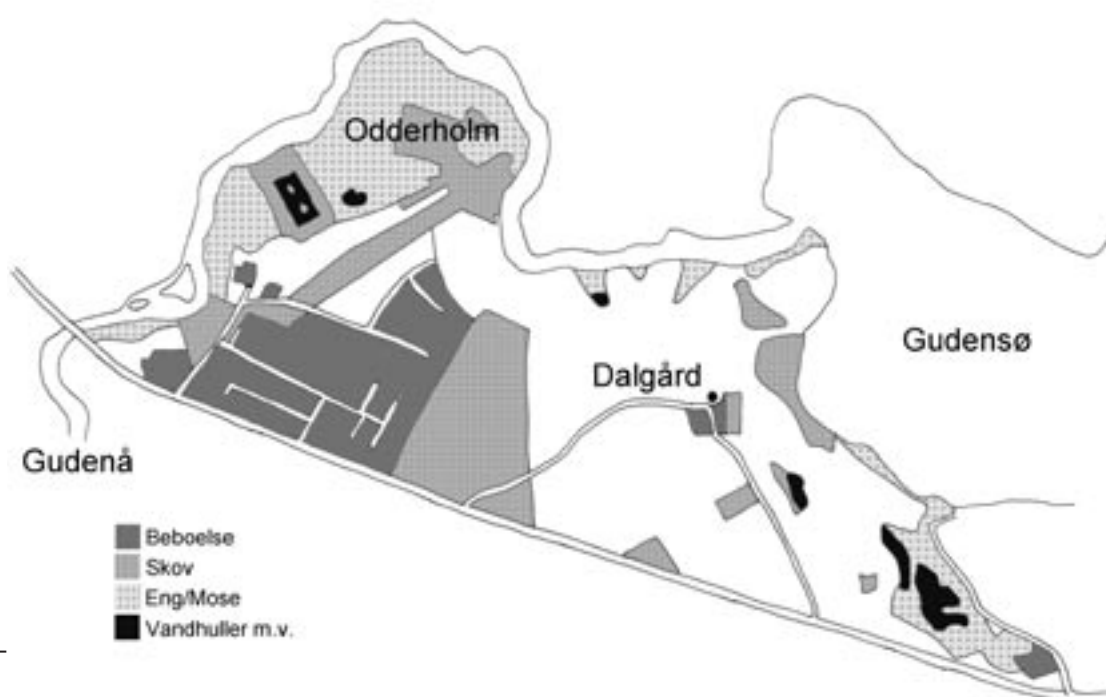 Odderholm
Gudensø
Dalgård
Gudenå
Beboelse
Skov
Eng/Mose
Vandhuller m.v.